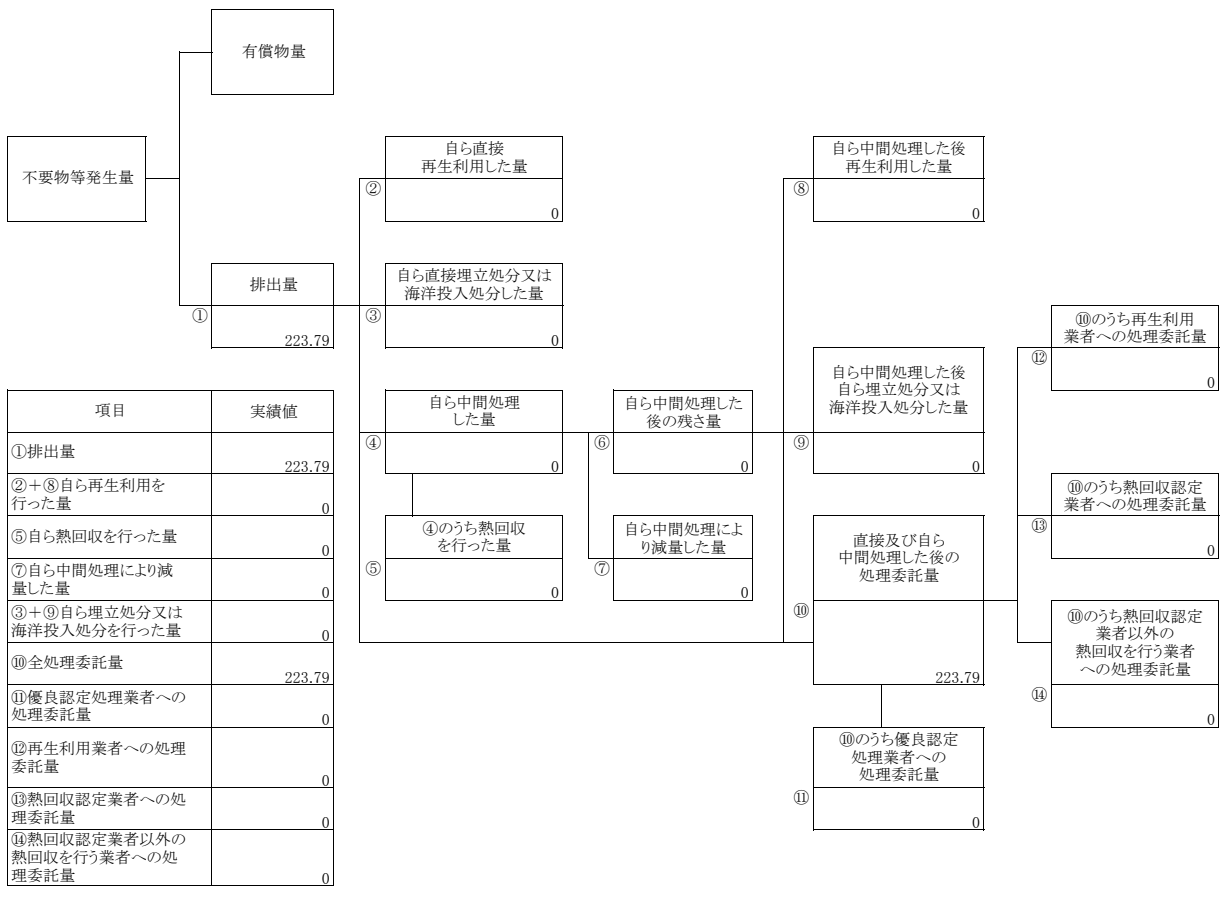 有償物量
不要物等発生量
排出量
①
223.79
自ら直接
再生利用した量
②
0
自ら直接埋立処分又は
海洋投入処分した量
③
0
自ら中間処理
した量
④
0
④のうち熱回収
を行った量
⑤
0
自ら中間処理した
後の残さ量
⑥
0
自ら中間処理によ
り減量した量
⑦
0
自ら中間処理した後
再生利用した量
⑧
0
自ら中間処理した後
自ら埋立処分又は
海洋投入処分した量
⑨
0
直接及び自ら
中間処理した後の
処理委託量
⑩
223.79
⑩のうち優良認定
処理業者への
処理委託量
⑪
0
⑩のうち再生利用
業者への処理委託量
⑫
0
⑩のうち熱回収認定
業者への処理委託量
⑬
0
⑩のうち熱回収認定
業者以外の
熱回収を行う業者
への処理委託量
⑭
0
項目 実績値
①排出量
223.79
②+⑧自ら再生利用を
行った量
0
⑤自ら熱回収を行った量
0
⑦自ら中間処理により減
量した量
0
③+⑨自ら埋立処分又は
海洋投入処分を行った量
0
⑩全処理委託量
223.79
⑪優良認定処理業者への
処理委託量
0
⑫再生利用業者への処理
委託量
0
⑬熱回収認定業者への処
理委託量
0
⑭熱回収認定業者以外の
熱回収を行う業者への処
理委託量
0